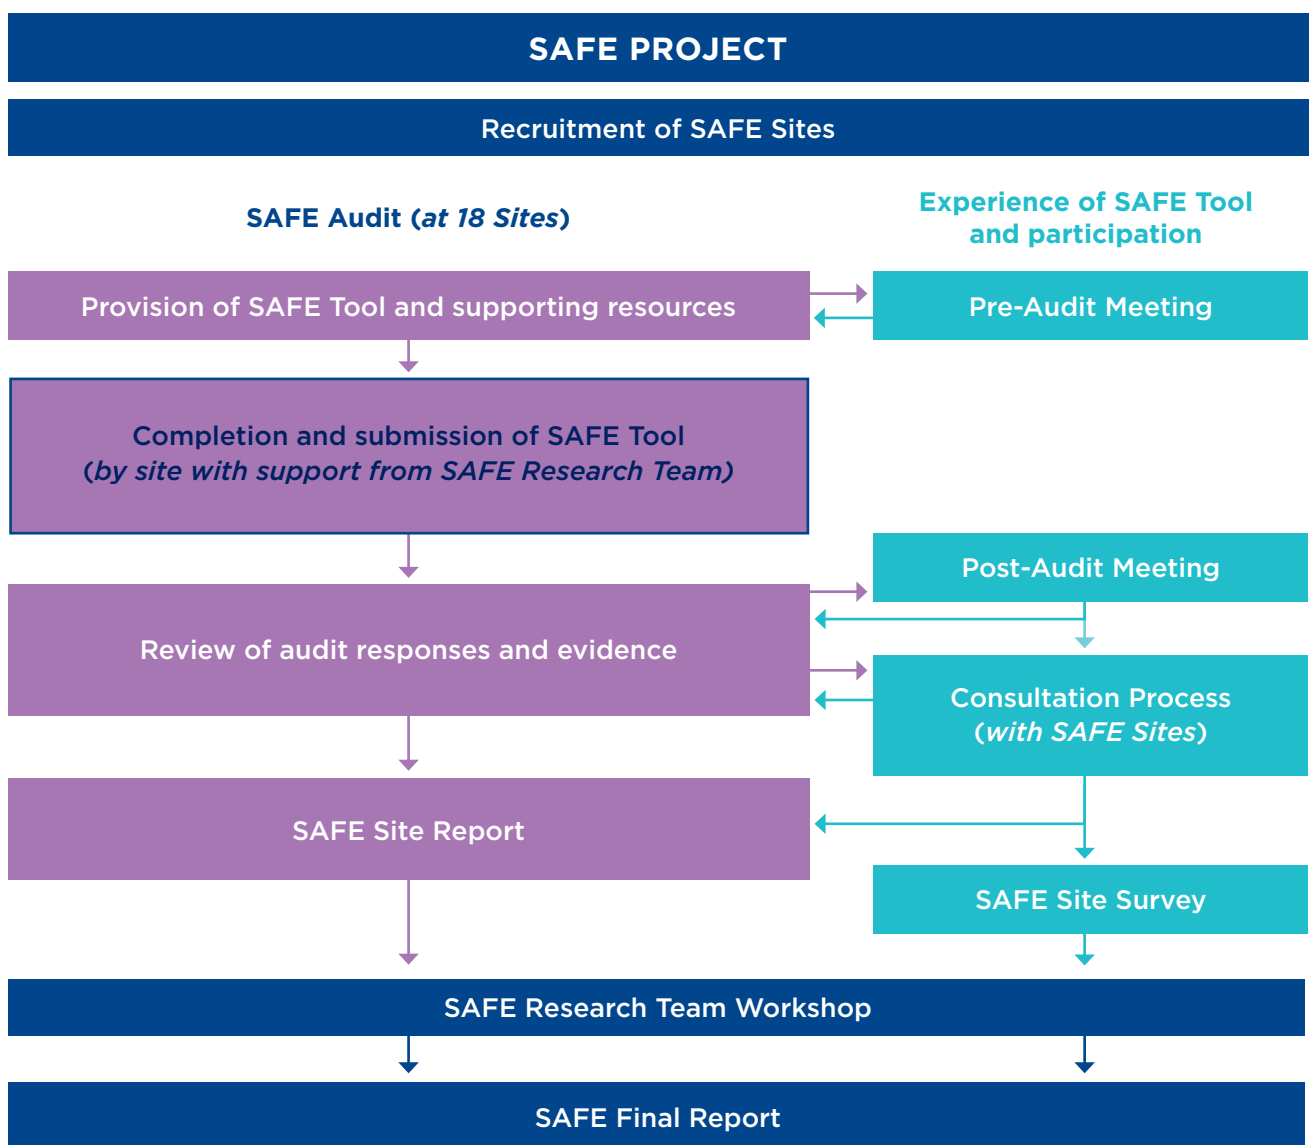 SAFE PROJECT
Recruitment of SAFE Sites
SAFE Audit (at 18 Sites)
Experience of SAFE Tool
and participation
Provision of SAFE Tool and supporting resources
Pre-Audit Meeting
Completion and submission of SAFE Tool
(by site with support from SAFE Research Team)
Post-Audit Meeting
Review of audit responses and evidence
Consultation Process
(with SAFE Sites)
SAFE Site Report
SAFE Site Survey
SAFE Research Team Workshop
SAFE Final Report